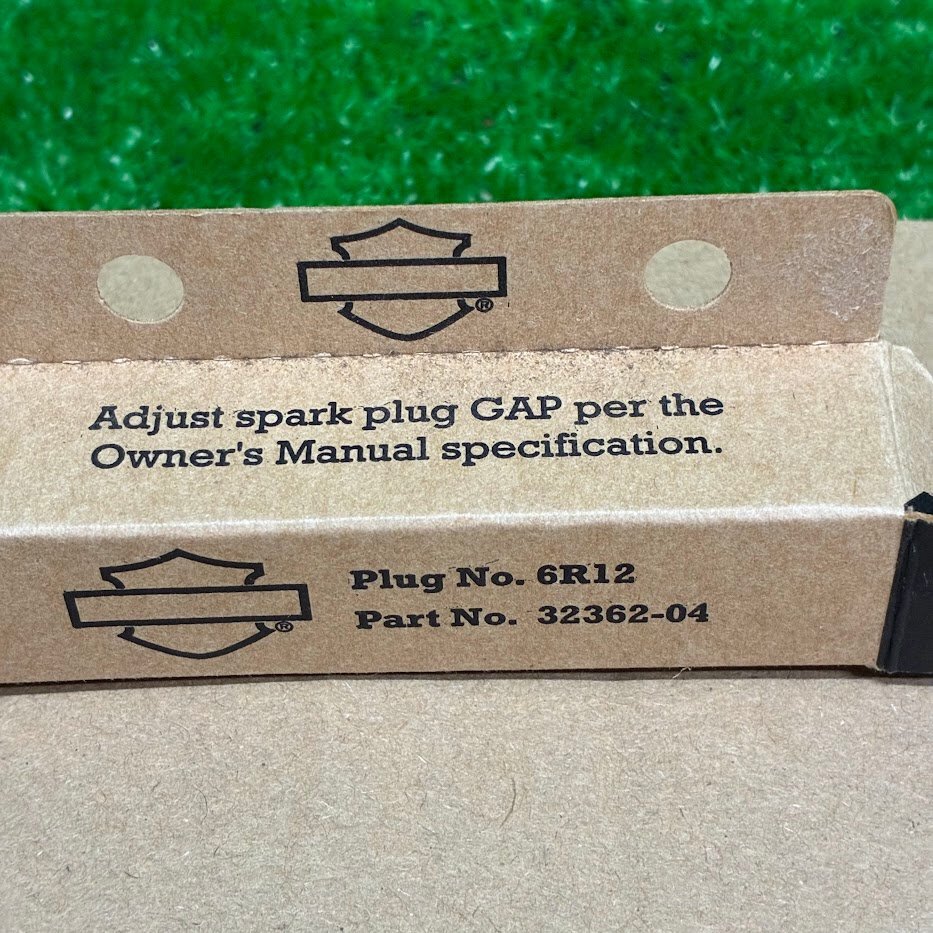 ®
Adjust spark plug GAP per the
Owner's Manual specification.
®
Plug No. 6R12
Part No. 32362-04